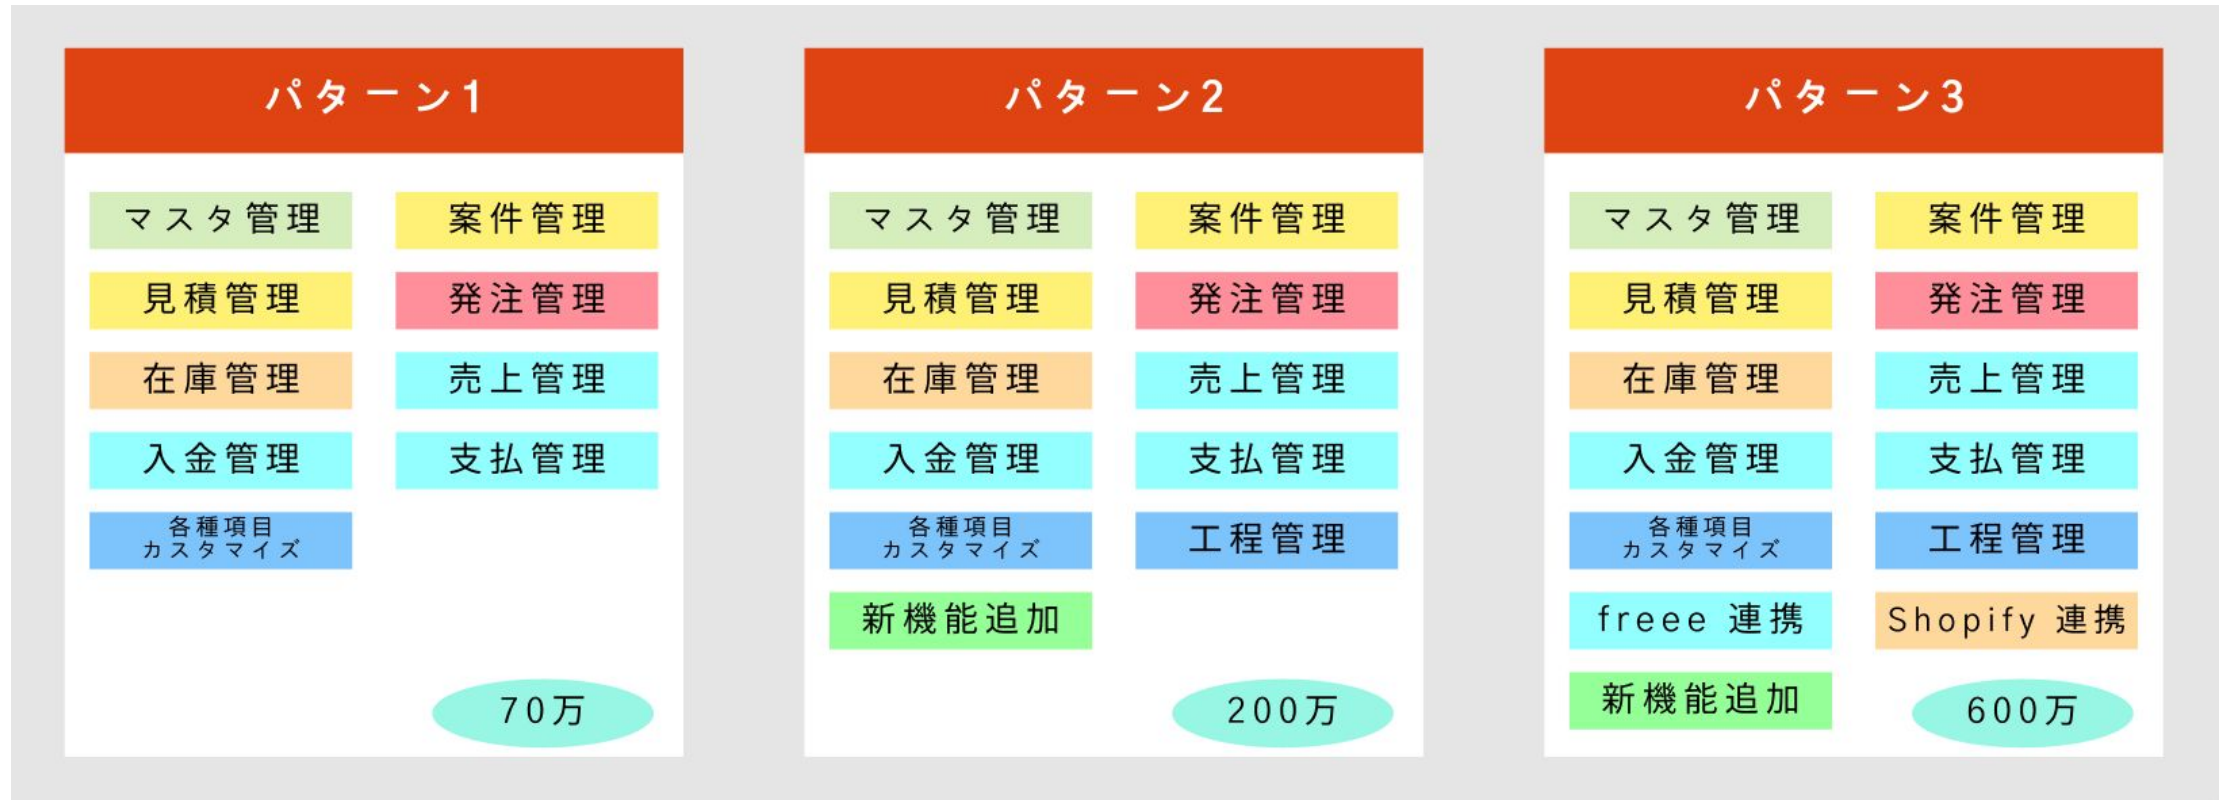 パターン1
マスタ管理
案件管理
見積管理
発注管理
在庫管理
売上管理
入金管理
支払管理
各種項目
カスタマイズ
70万
パターン2
マスタ管理
案件管理
見積管理
発注管理
在庫管理
売上管理
入金管理
支払管理
各種項目
カスタマイズ
工程管理
新機能追加
200万
パターン3
マスタ管理
案件管理
見積管理
発注管理
在庫管理
売上管理
入金管理
支払管理
各種項目
カスタマイズ
工程管理
freee 連携
Shopify 連携
新機能追加
600万